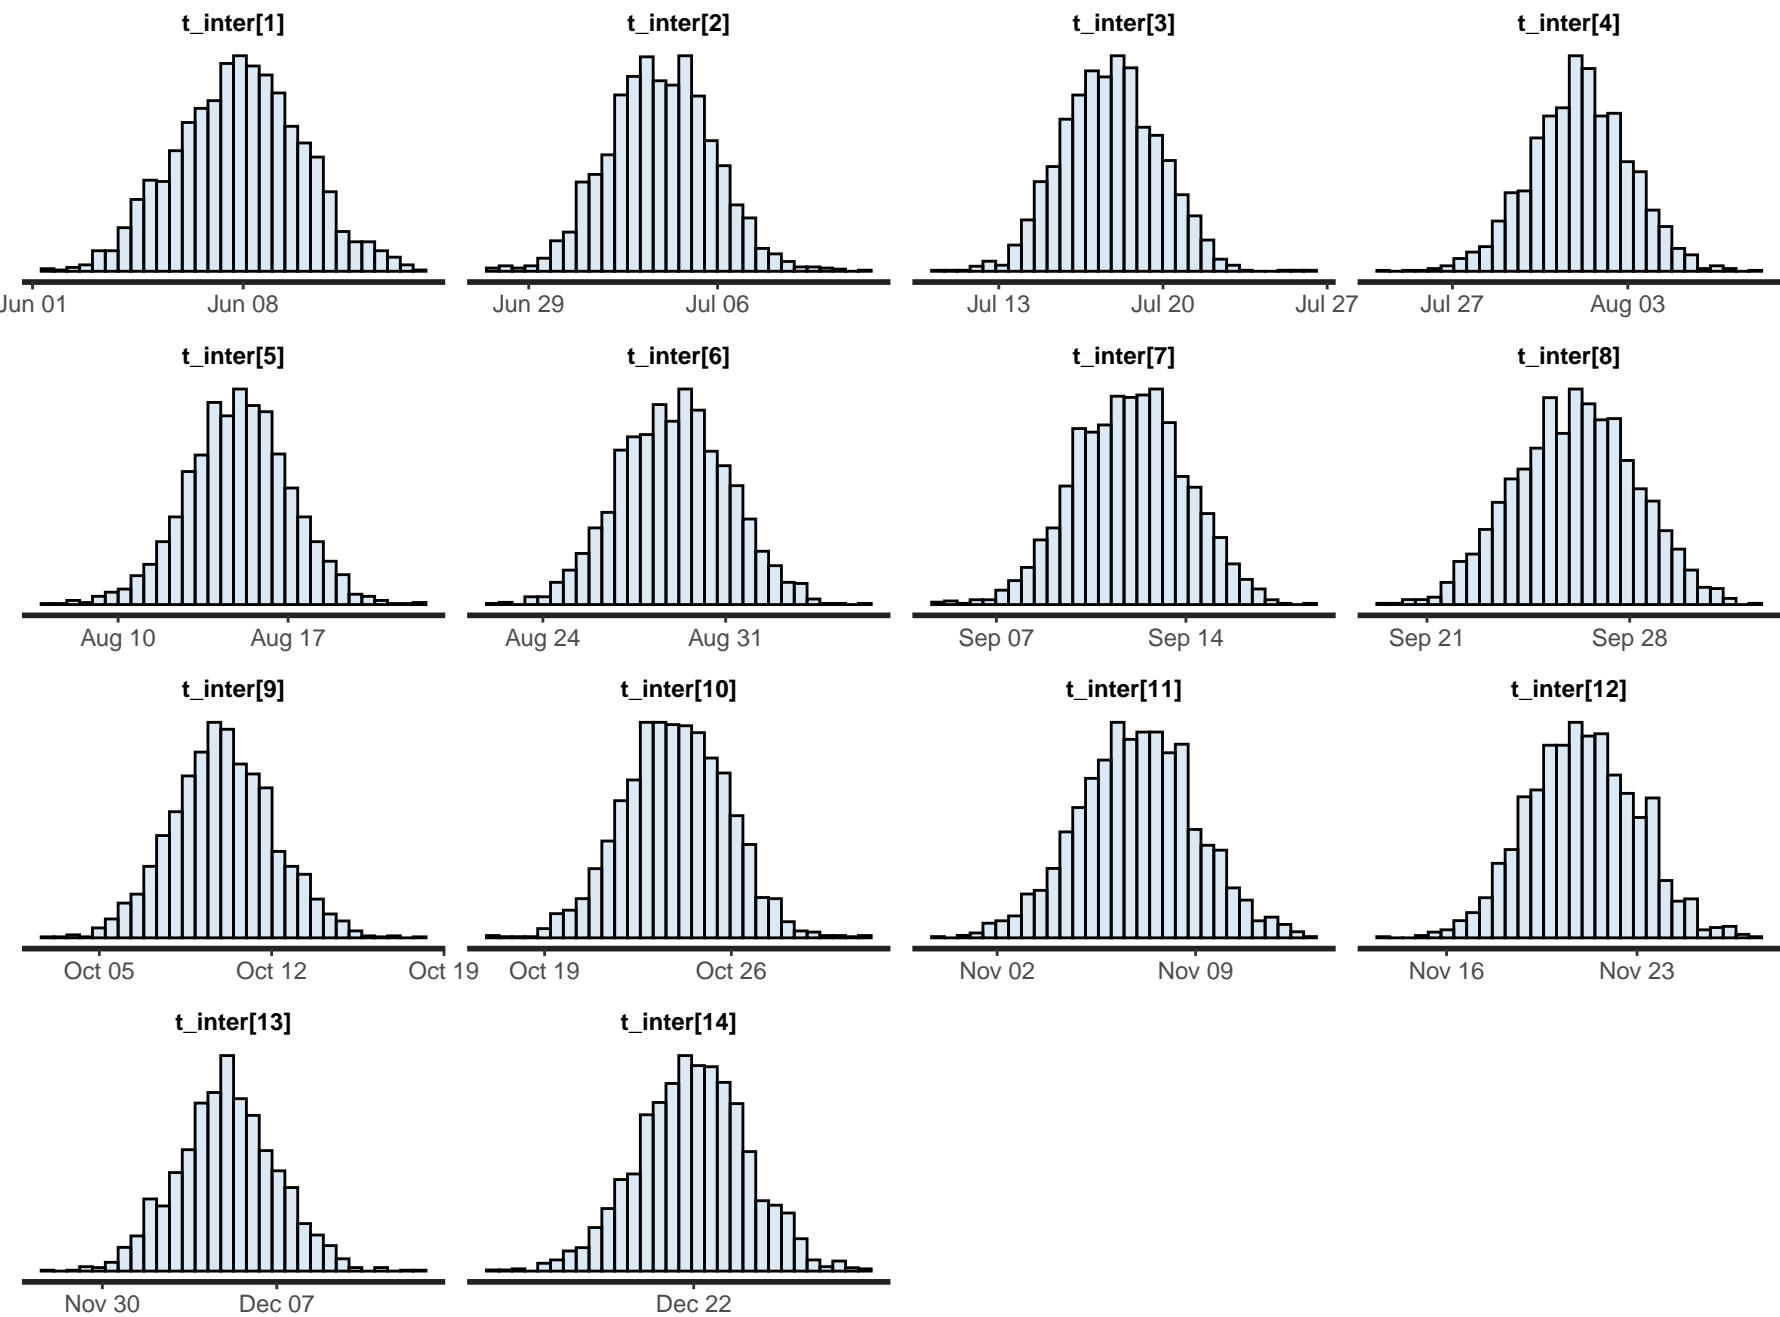 t_inter[1] t_inter[2] t_inter[3] t_inter[4]
Jun 01 Jun 08 Jun 29 Jul 06 Jul 13 Jul 20 Jul 27 Jul 27 Aug 03
t_inter[5] t_inter[6] t_inter[7] t_inter[8]
Aug 10 Aug 17 Aug 24 Aug 31 Sep 07 Sep 14 Sep 21 Sep 28
t_inter[9] t_inter[10] t_inter[11] t_inter[12]
Oct 05 Oct 12 Oct 19 Oct 19 Oct 26 Nov 02 Nov 09 Nov 16 Nov 23
t_inter[13] t_inter[14]
Nov 30 Dec 07 Dec 22